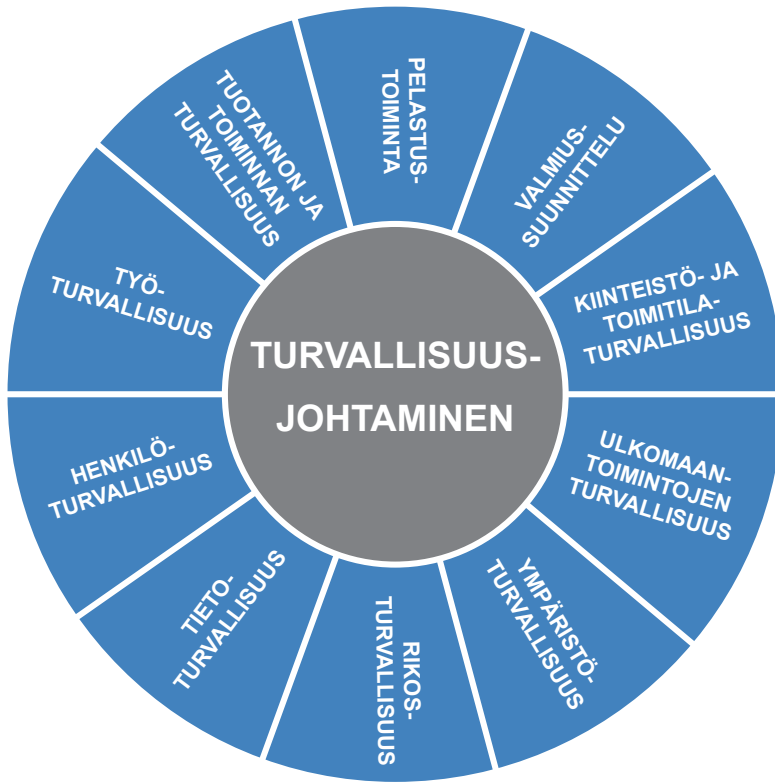 PELASTUS-
TOIMINTA
VALMIUS-
SUUNNITTELU
KIINTEISTÖ- JA
TOIMITILA-
TURVALLISUUS
ULKOMAAN-
TOIMINTOJEN
TURVALLISUUS
YMPÄRISTÖ-
TURVALLISUUS
RIKOS-
TURVALLISUUS
TIETO-
TURVALLISUUS
HENKILÖ-
TURVALLISUUS
TYÖ-
TURVALLISUUS
TUOTANNON JA
TOIMINNAN
TURVALLISUUS
TURVALLISUUS-
JOHTAMINEN